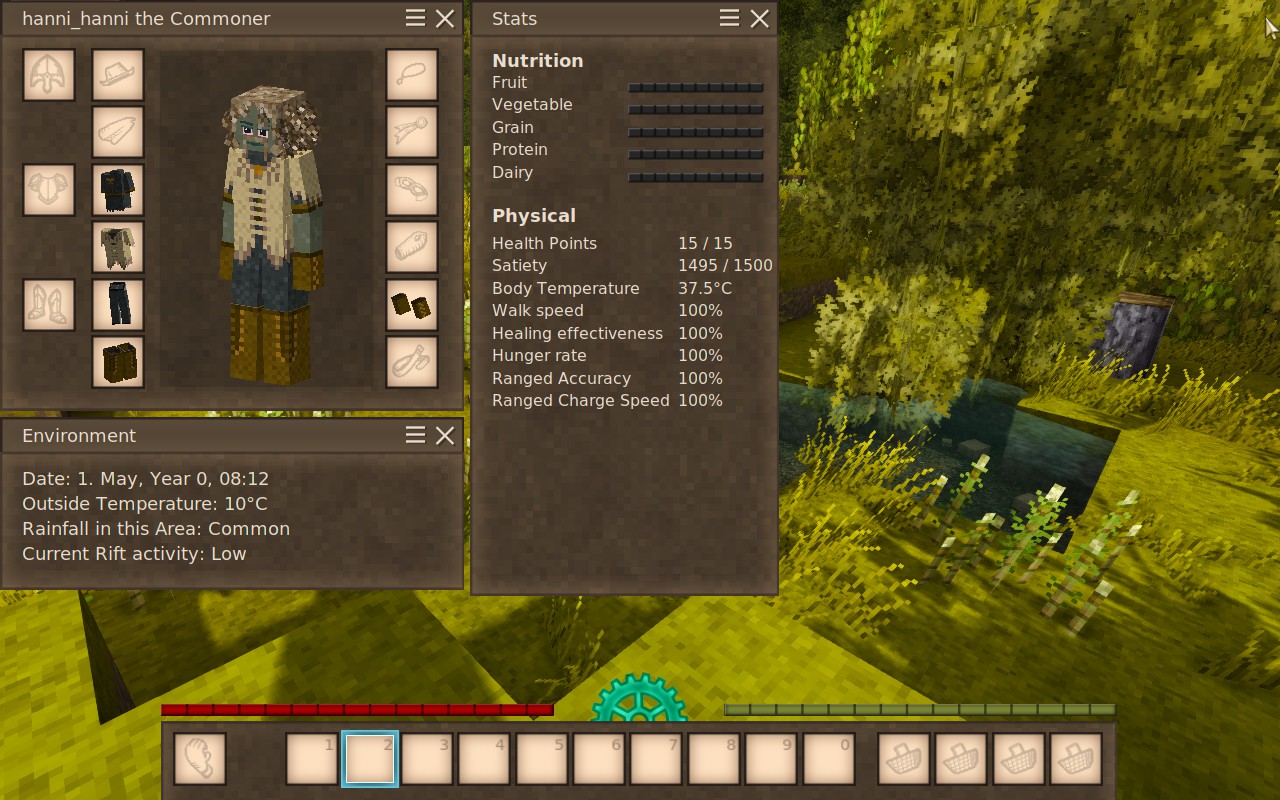 hanni_hanni the Commoner
Stats
Nutrition
Fruit
Vegetable
Grain
Protein
Dairy
Physical
Health Points 15 / 15
Satiety 1495 / 1500
Body Temperature 37.5°C
Walk speed 100%
Healing effectiveness 100%
Hunger rate 100%
Ranged Accuracy 100%
Ranged Charge Speed 100%
Environment
Date: 1. May, Year 0, 08:12
Outside Temperature: 10°C
Rainfall in this Area: Common
Current Rift activity: Low
1 2 3 4 5 6 7 8 9 0